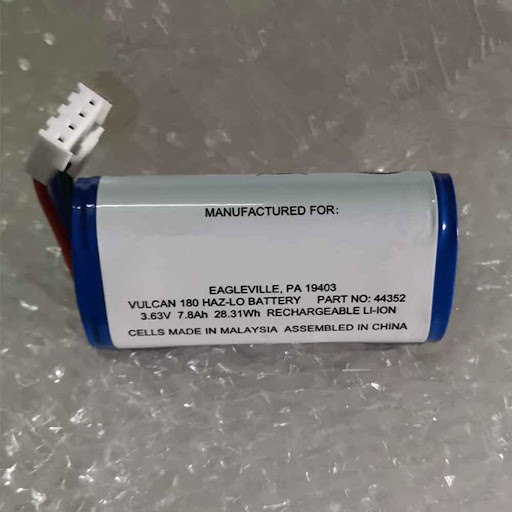 MANUFACTURED FOR:
EAGLEVILLE, PA 19403
VULCAN 180 HAZ-LO BATTERY PART NO: 44352
3.63V 7.8Ah 28.31Wh RECHARGEABLE LI-ION
CELLS MADE IN MALAYSIA ASSEMBLED IN CHINA